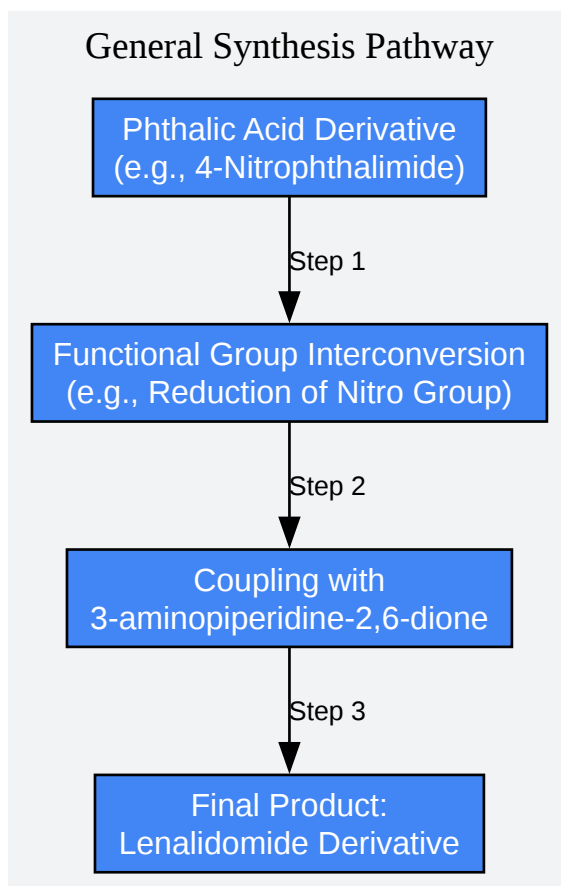 General Synthesis Pathway
Phthalic Acid Derivative
(e.g., 4-Nitrophthalimide)
Step 1
Functional Group Interconversion
(e.g., Reduction of Nitro Group)
Step 2
Coupling with
3-aminopiperidine-2,6-dione
Step 3
Final Product:
Lenalidomide Derivative